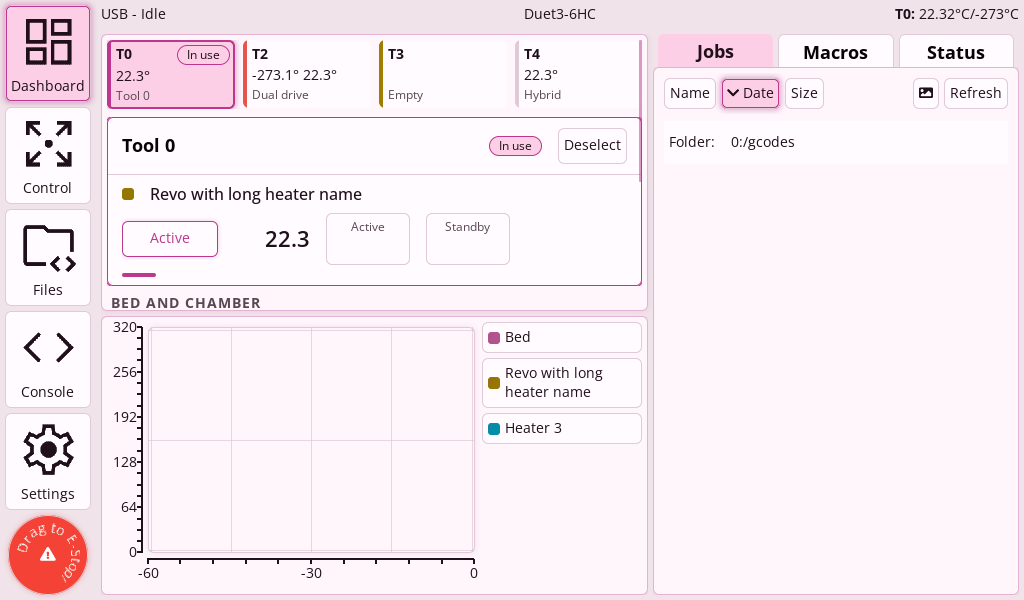 USB - Idle
Duet3-6HC
T0: 22.32°C/-273°C
Dashboard
Control
Files
Console
Settings
Drag to E-Stop!
T0
In use
22.3°
Tool 0
T2
-273.1° 22.3°
Dual drive
T3
Empty
T4
22.3°
Hybrid
Tool 0
In use
Deselect
Revo with long heater name
Active
22.3
Active
Standby
BED AND CHAMBER
320
256
192
128
64
0
-60
-30
0
Bed
Revo with long
heater name
Heater 3
Jobs
Macros
Status
Name
Date
Size
Refresh
Folder:
0:/gcodes